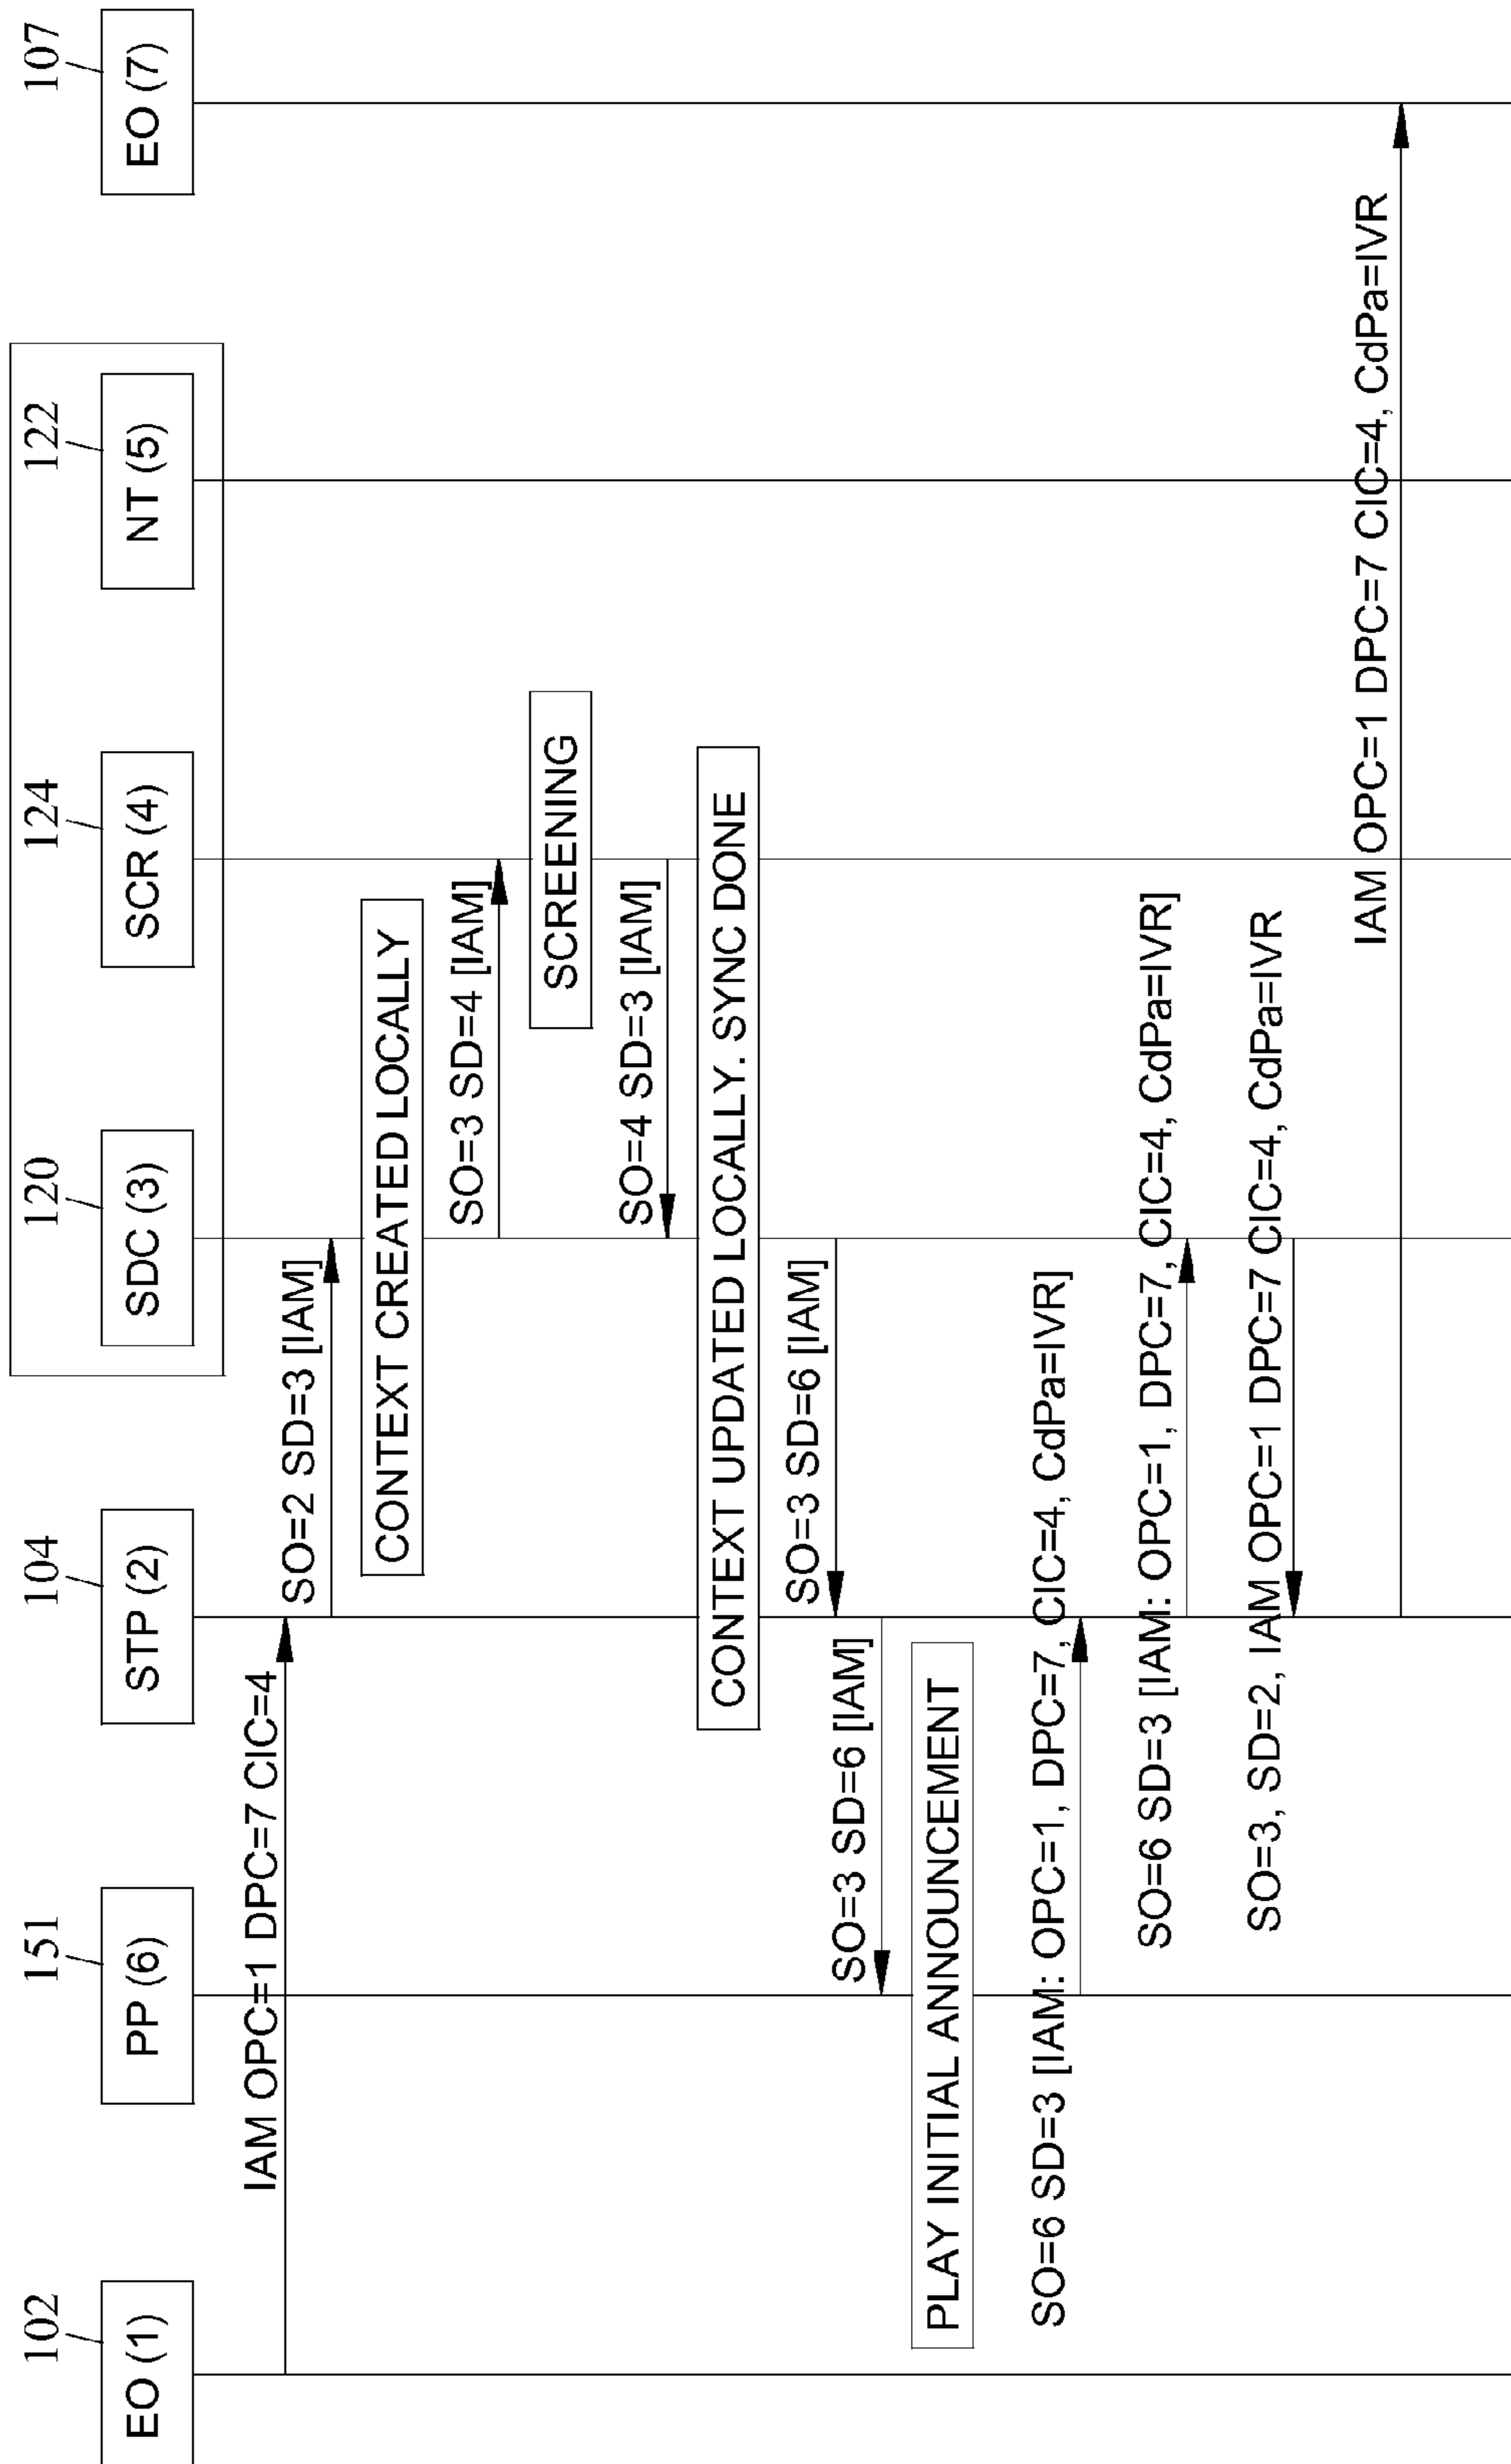 102
151
104
120
124
122
107
EO (1)
PP (6)
STP (2)
SDC (3)
SCR (4)
NT (5)
EO (7)
IAM OPC=1 DPC=7 CIC=4
SO=2 SD=3 [IAM]
CONTEXT CREATED LOCALLY
SO=3 SD=4 [IAM]
SCREENING
SO=4 SD=3 [IAM]
CONTEXT UPDATED LOCALLY. SYNC DONE
SO=3 SD=6 [IAM]
SO=3 SD=6 [IAM]
PLAY INITIAL ANNOUNCEMENT
SO=6 SD=3 [IAM: OPC=1, DPC=7, CIC=4, CdPa=IVR]
SO=6 SD=3 [IAM: OPC=1, DPC=7, CIC=4, CdPa=IVR]
SO=3, SD=2, IAM OPC=1 DPC=7 CIC=4, CdPa=IVR
IAM OPC=1 DPC=7 CIC=4, CdPa=IVR